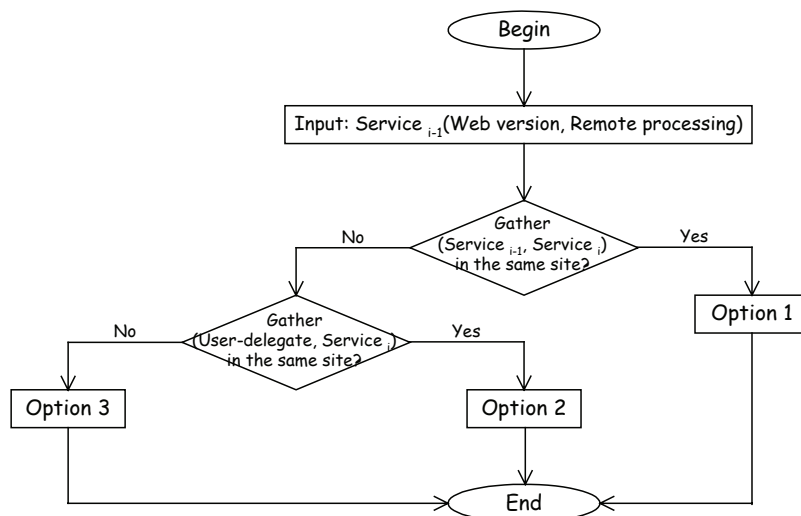 Begin
Input: Service i-1(Web version, Remote processing)
Gather
(Service i-1, Service i)
in the same site?
No
Yes
Option 1
Gather
(User-delegate, Service i)
in the same site?
No
Yes
Option 3
Option 2
End